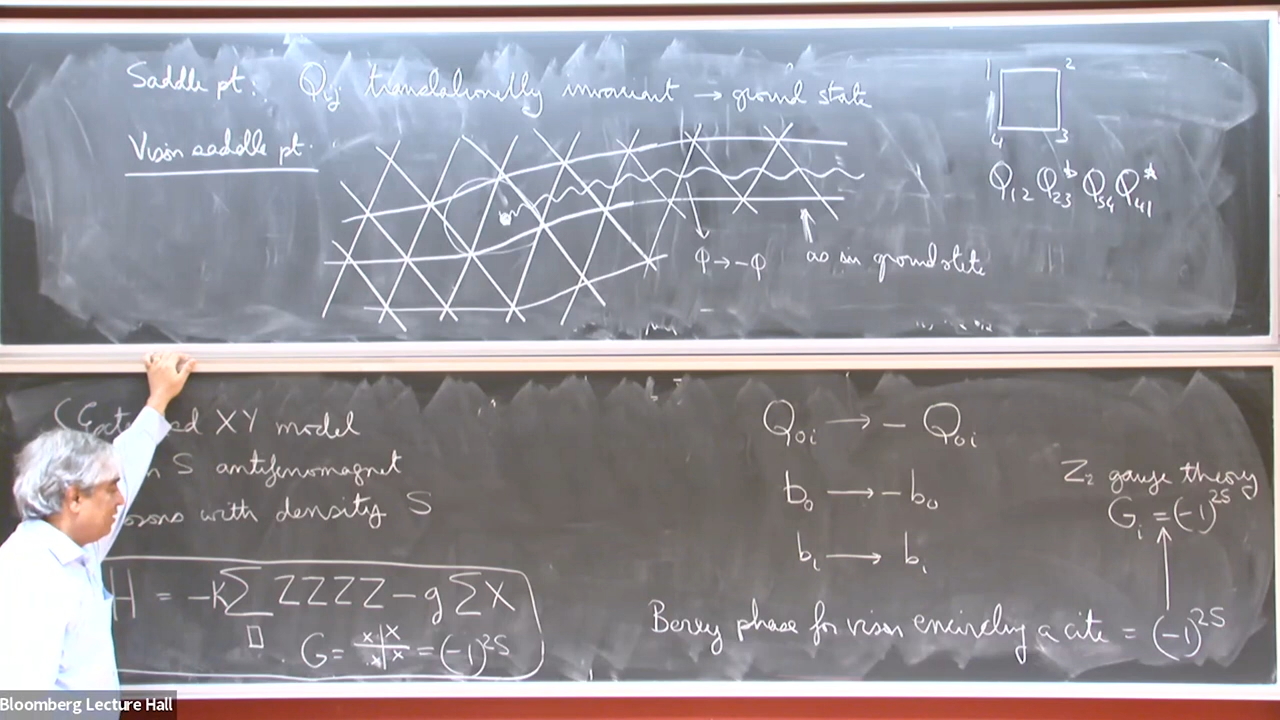 Saddle pt: Qij translationally invariant → ground state
Vison saddle pt.
Φ → -Φ
as in ground state
1 2
4 3
Q12 Q23* Q34 Q41*
XY model
S antiferromagnet
with density S
H = -K∑ ZZZZ - g∑X
□
G = x x x x = (-1)^2S
Q0i → - Q0i
b0 → - b0
bi → bi
Z2 gauge theory
Gi = (-1)^2S
Berry phase for vison encircling a site = (-1)^2S
Bloomberg Lecture Hall